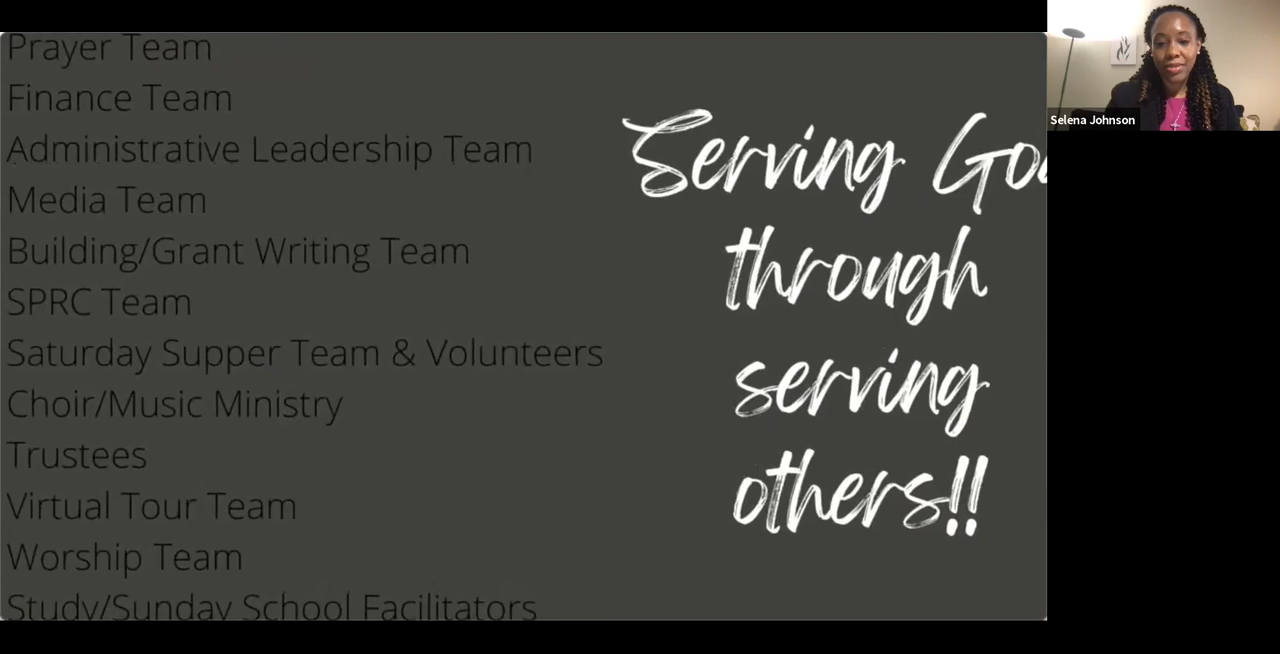 Prayer Team
Finance Team
Administrative Leadership Team
Media Team
Building/Grant Writing Team
SPRC Team
Saturday Supper Team & Volunteers
Choir/Music Ministry
Trustees
Virtual Tour Team
Worship Team
Study/Sunday School Facilitators
Serving God
through
serving
others!!
Selena Johnson